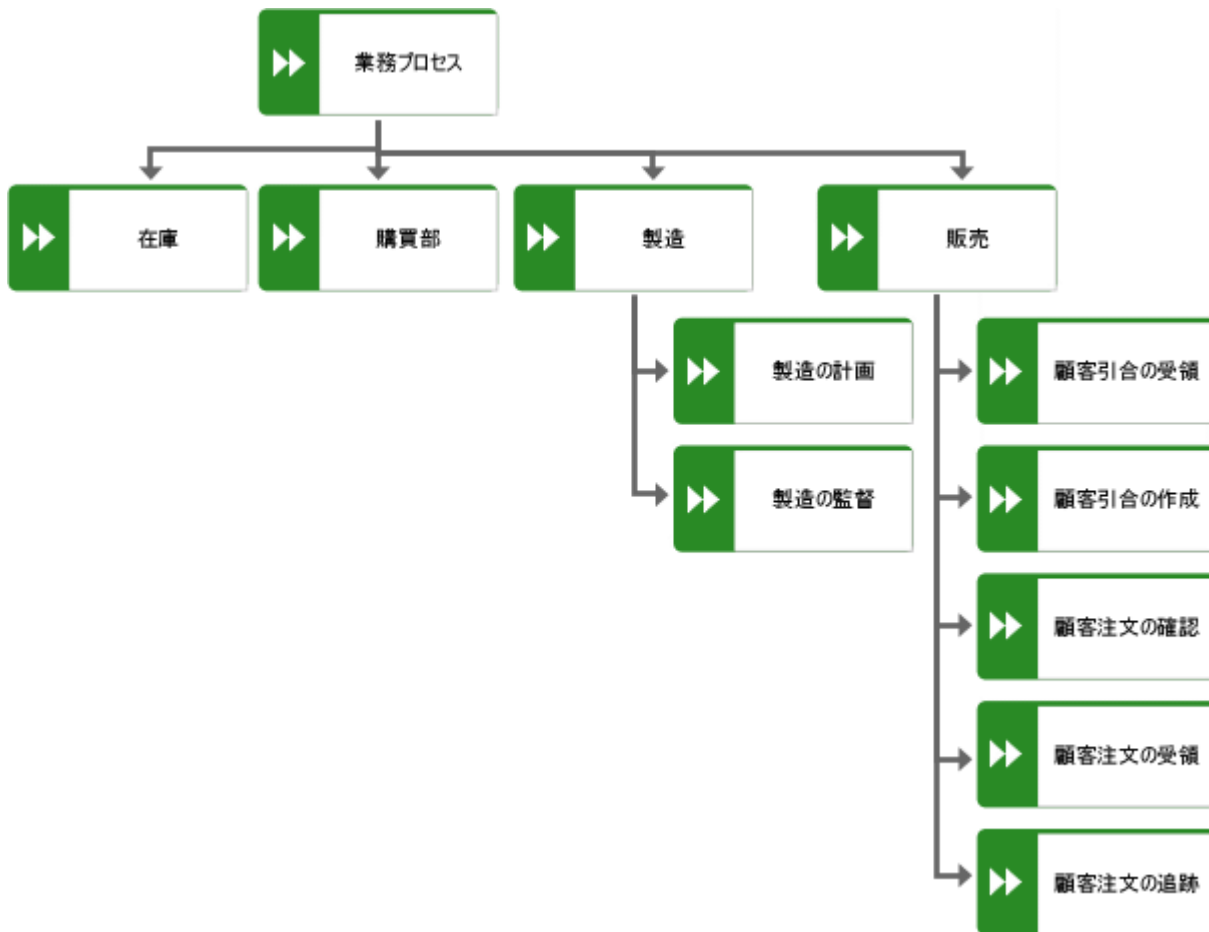 業務プロセス
在庫
購買部
製造
販売
製造の計画
製造の監督
顧客引合の受領
顧客引合の作成
顧客注文の確認
顧客注文の受領
顧客注文の追跡